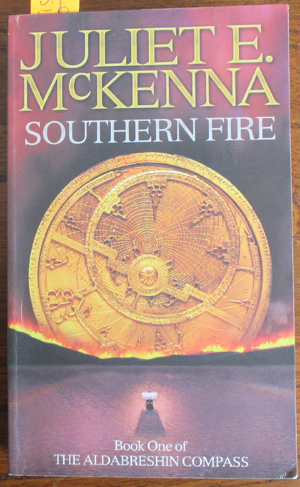 JULIET E.
McKENNA
SOUTHERN FIRE
Book One of
THE ALDABRESHIN COMPASS